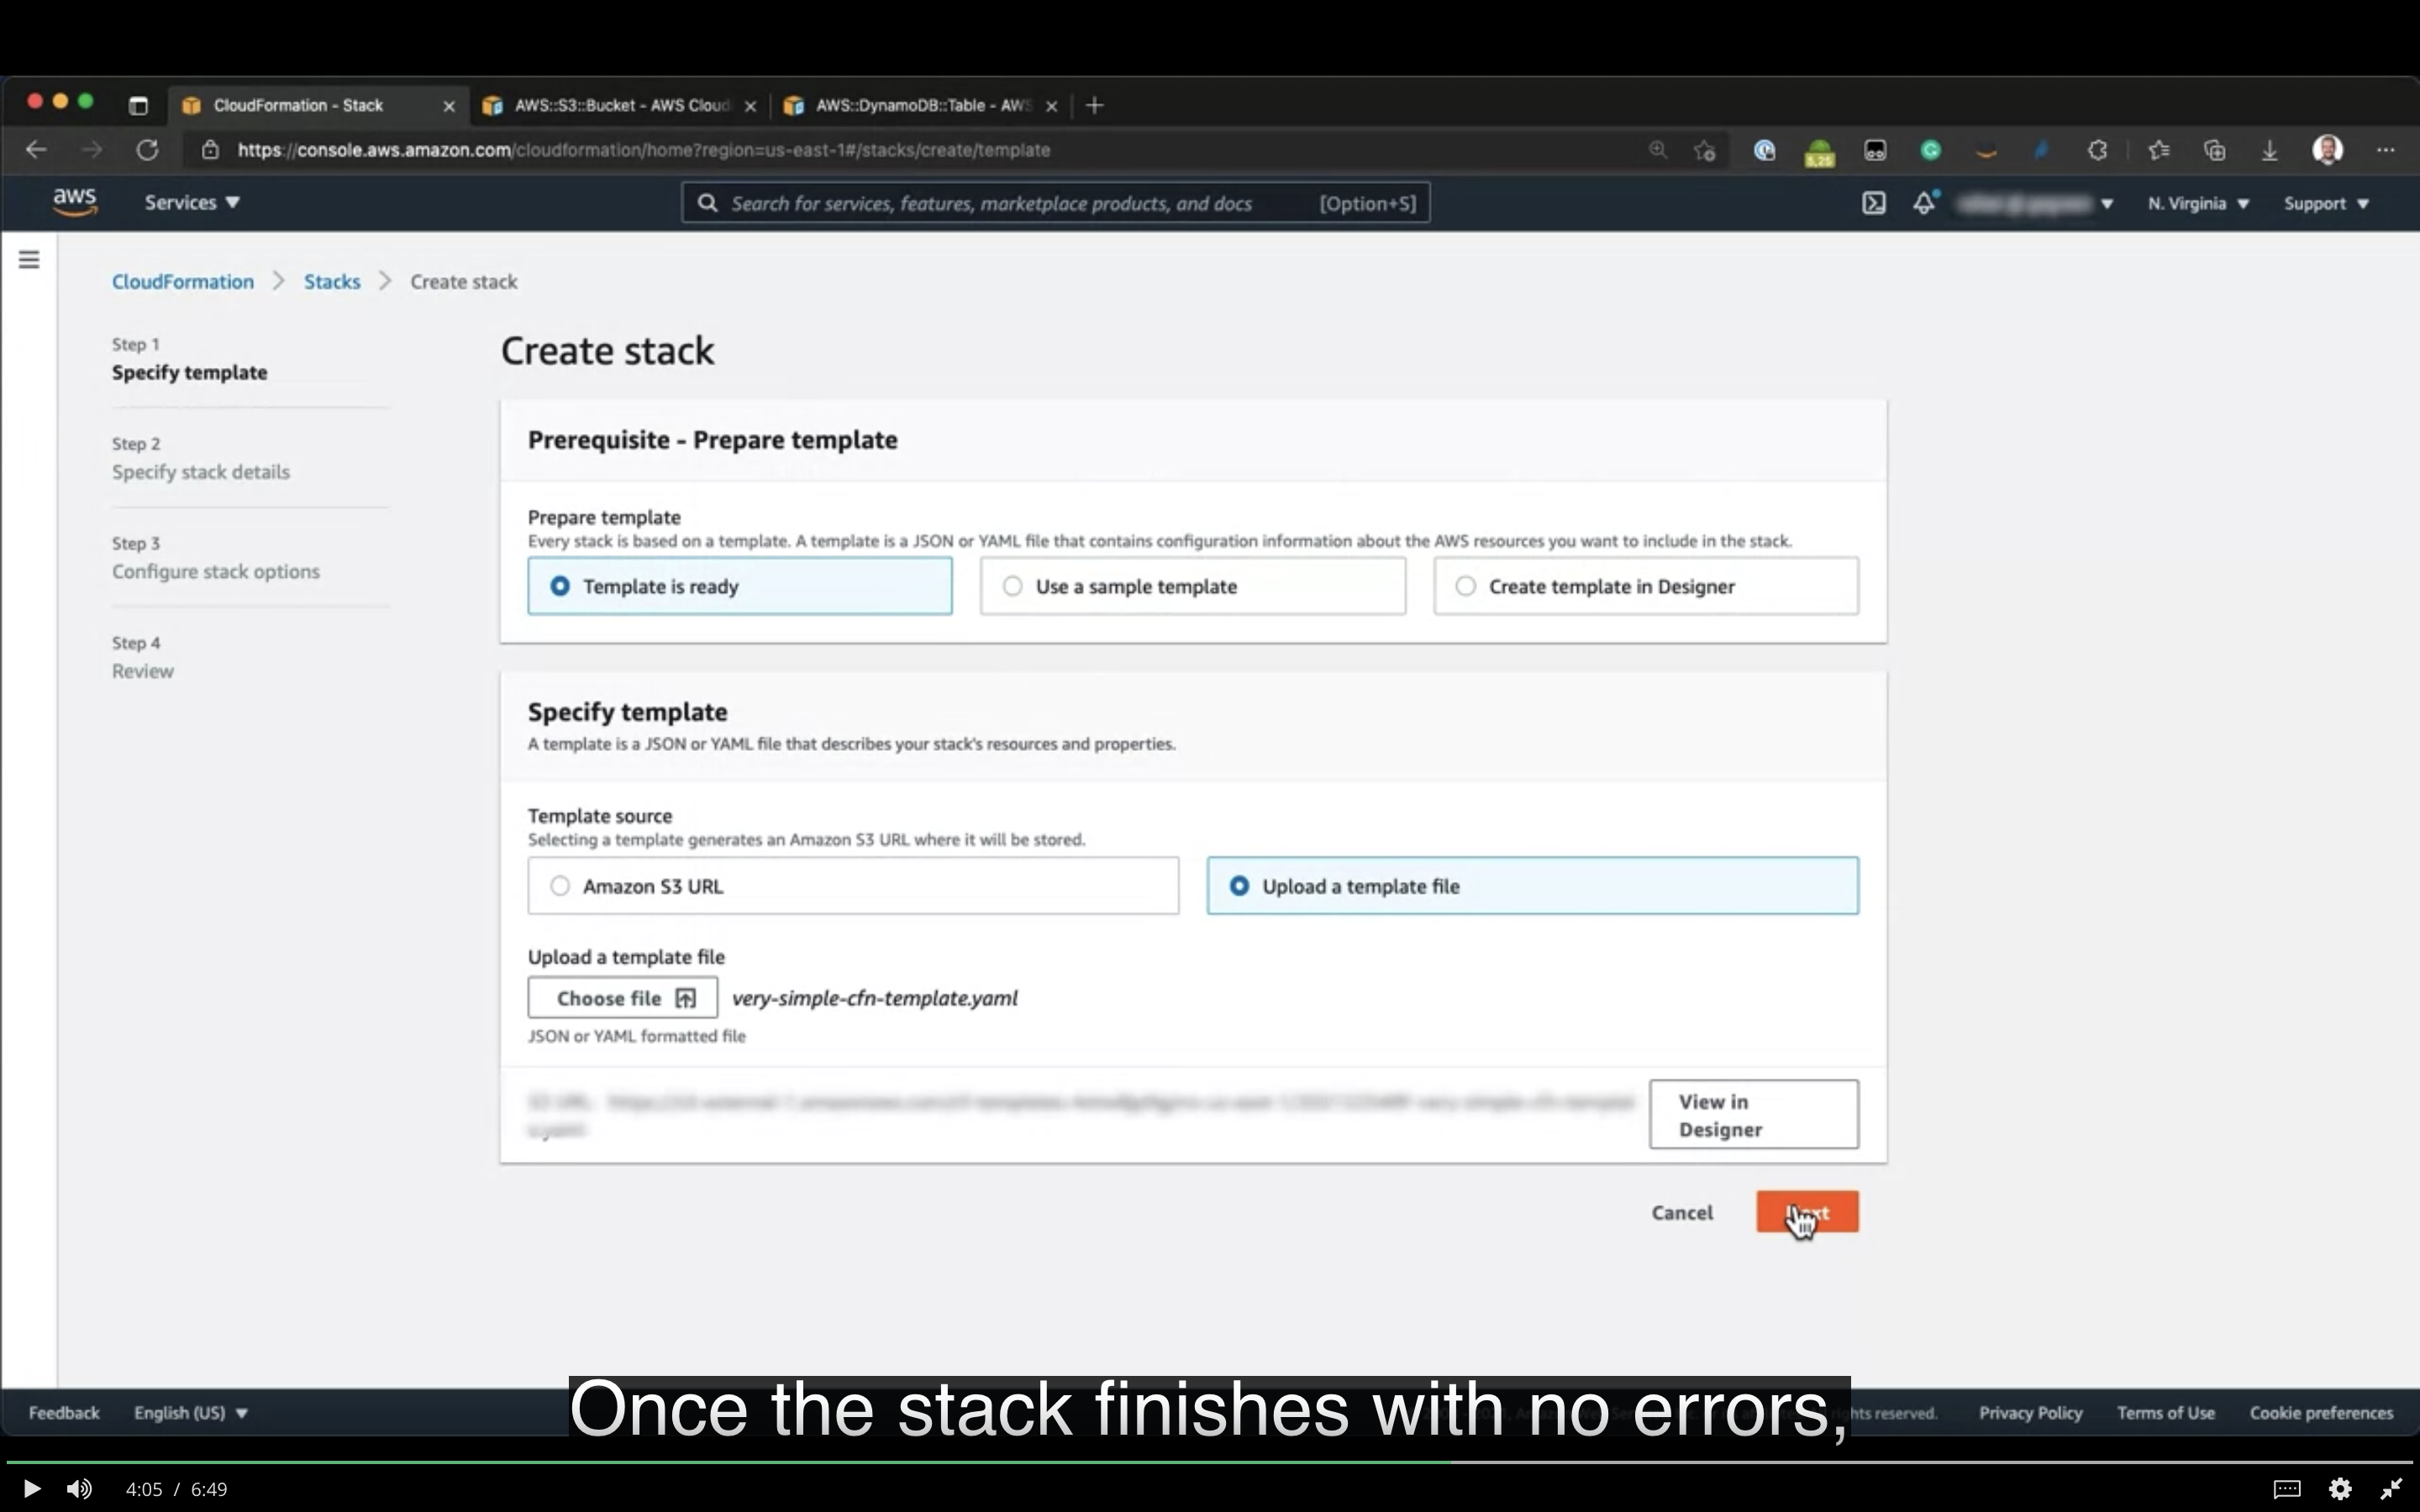 CloudFormation - Stack
AWS::S3::Bucket - AWS Cloud
AWS::DynamoDB::Table - AWS
https://console.aws.amazon.com/cloudformation/home?region=us-east-1#/stacks/create/template
5,25
aws
Services
Search for services, features, marketplace products, and docs
[Option+S]
N. Virginia
Support
CloudFormation
Stacks
Create stack
Step 1
Specify template
Step 2
Specify stack details
Step 3
Configure stack options
Step 4
Review
Create stack
Prerequisite - Prepare template
Prepare template
Every stack is based on a template. A template is a JSON or YAML file that contains configuration information about the AWS resources you want to include in the stack.
Template is ready
Use a sample template
Create template in Designer
Specify template
A template is a JSON or YAML file that describes your stack's resources and properties.
Template source
Selecting a template generates an Amazon S3 URL where it will be stored.
Amazon S3 URL
Upload a template file
Upload a template file
Choose file
very-simple-cfn-template.yaml
JSON or YAML formatted file
View in
Designer
Cancel
Once the stack finishes with no errors,
Feedback
English (US)
rights reserved.
Privacy Policy
Terms of Use
Cookie preferences
4:05 / 6:49